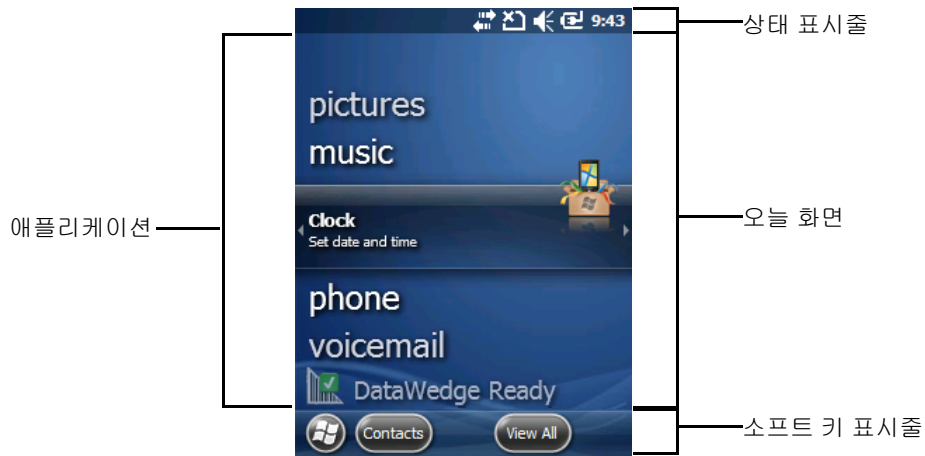 9:43
상태 표시줄
pictures
music
애플리케이션
Clock
Set date and time
오늘 화면
phone
voicemail
DataWedge Ready
Contacts
View All
소프트 키 표시줄